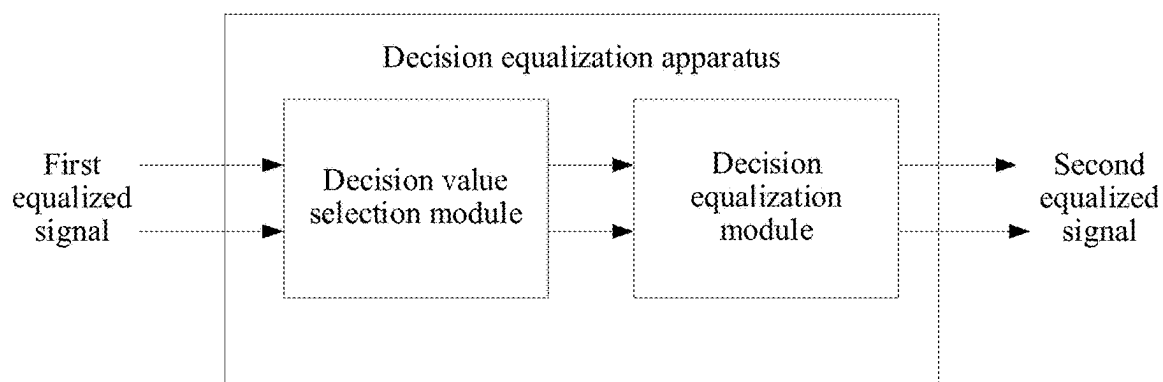 Decision equalization apparatus
First
equalized
signal
Decision value
selection module
Decision
equalization
module
Second
equalized
signal